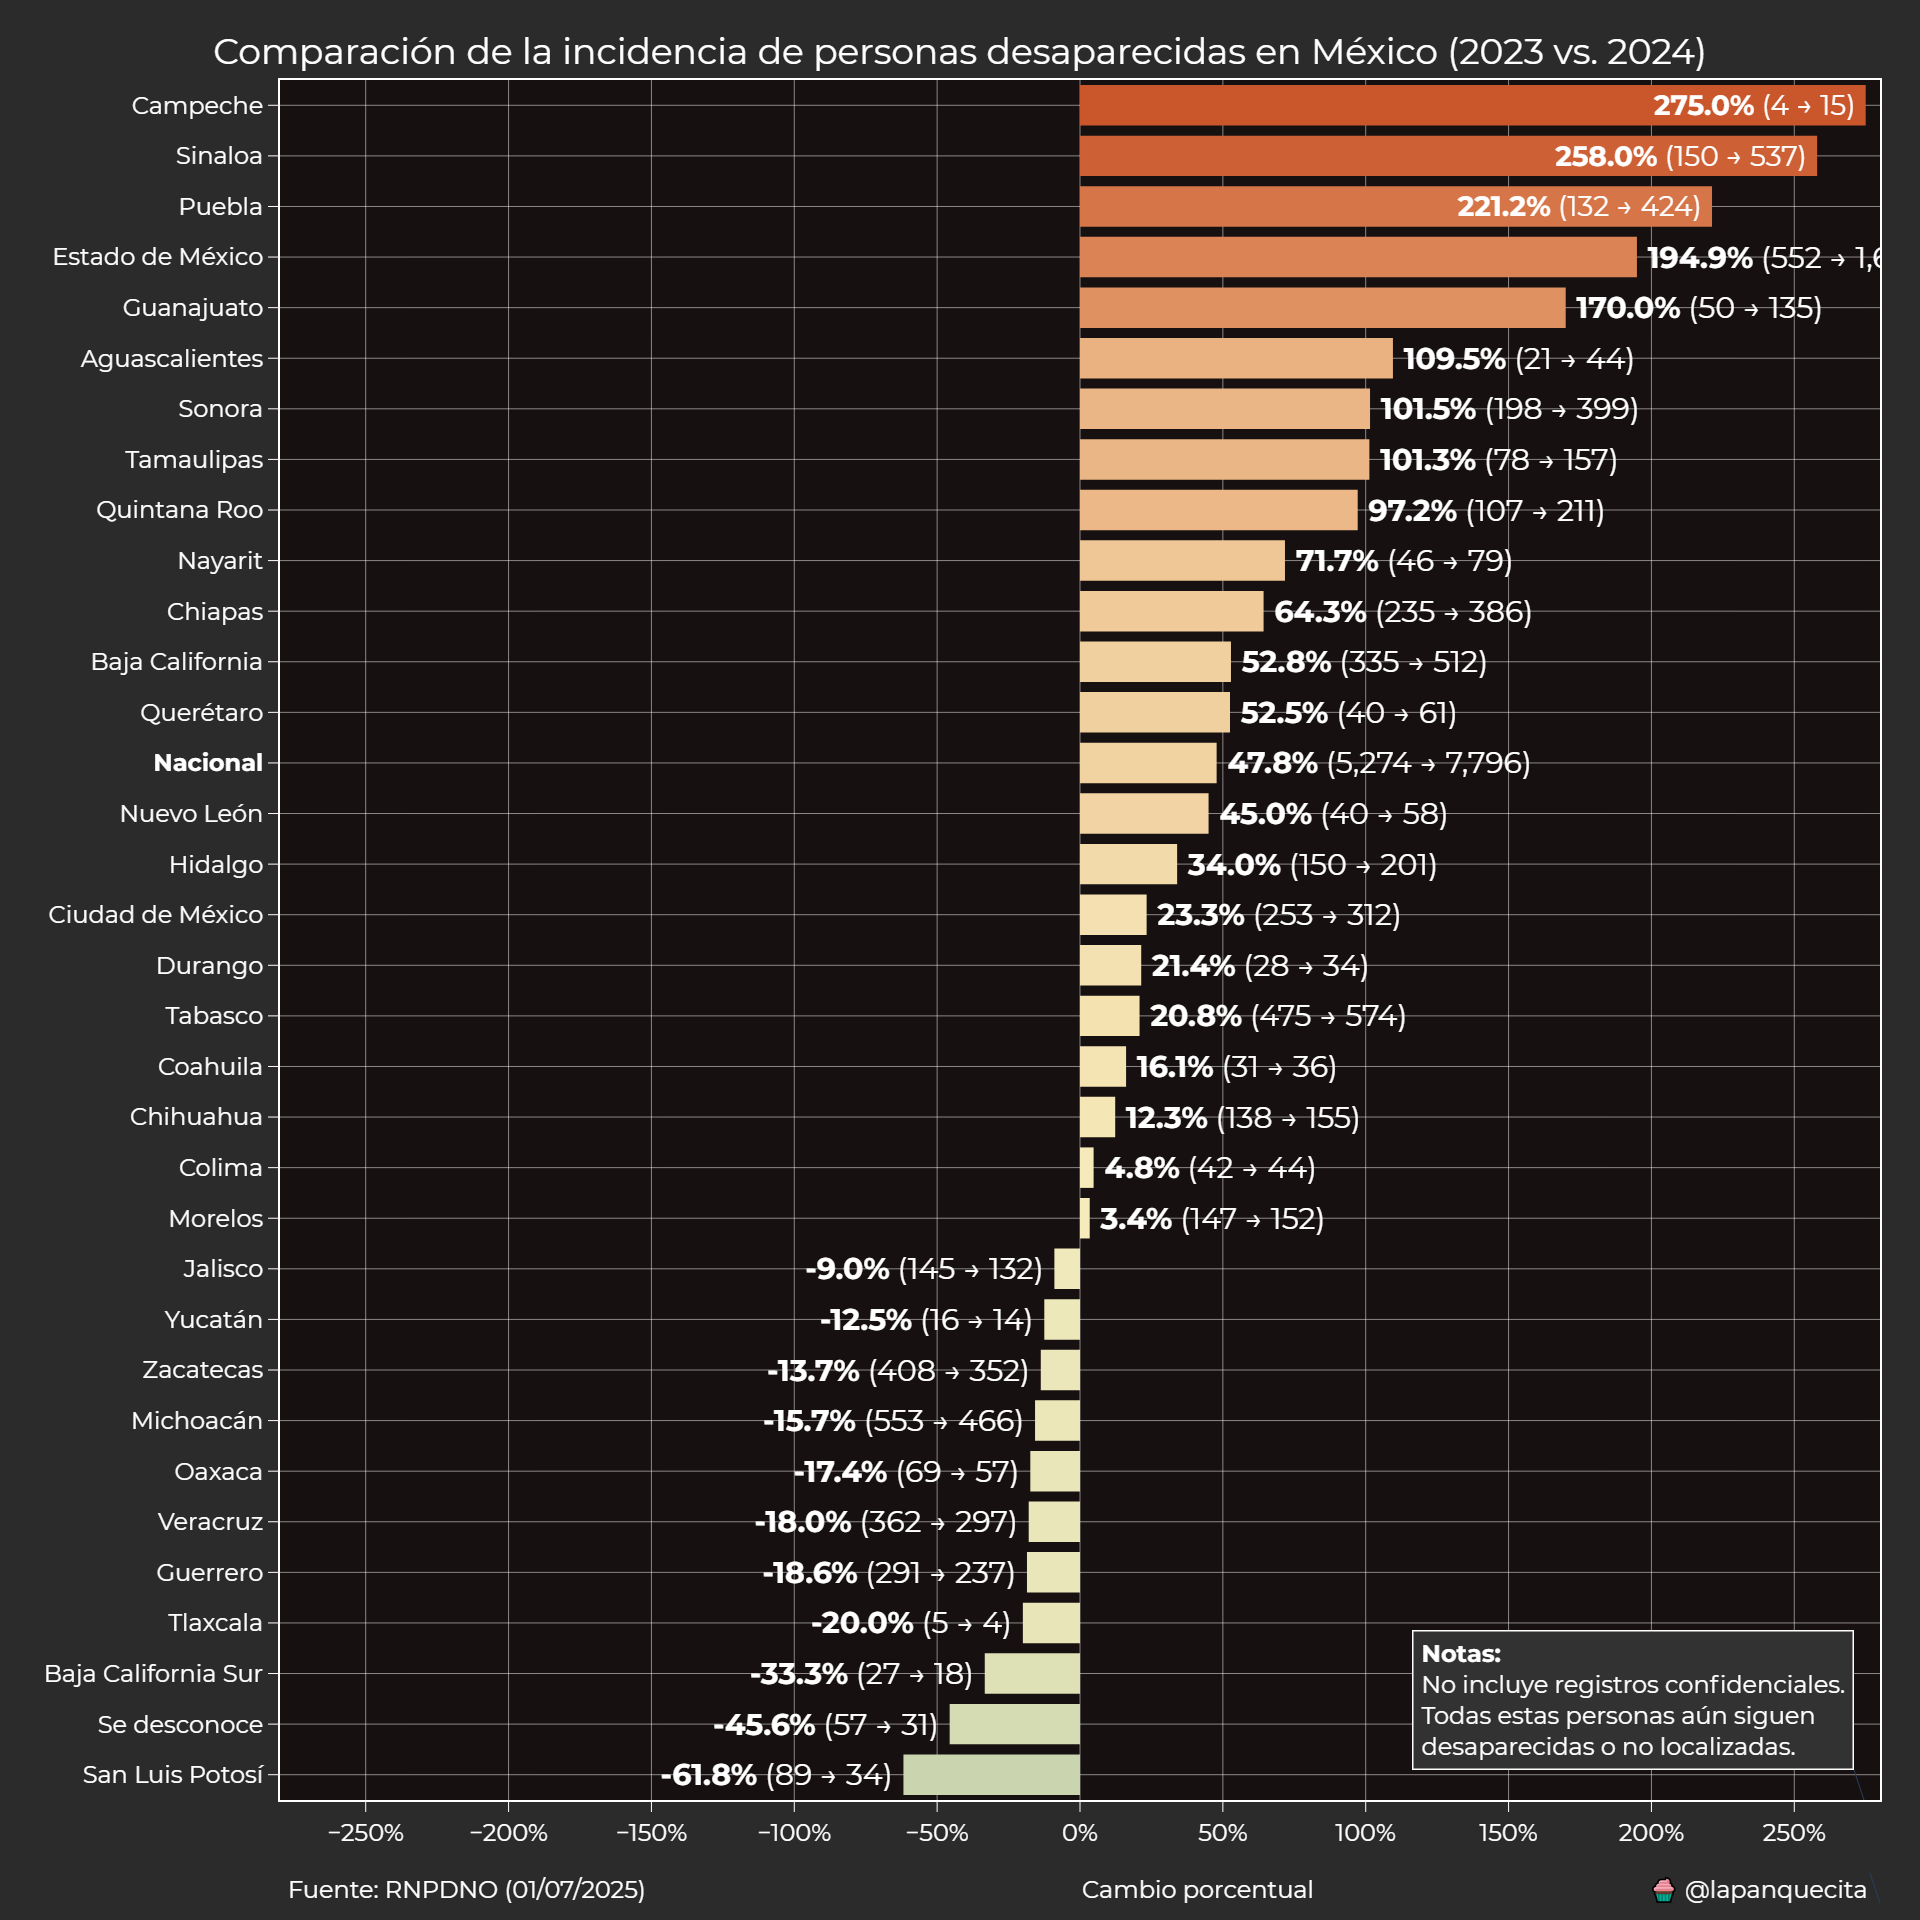 Comparación de la incidencia de personas desaparecidas en México (2023 vs. 2024)
Campeche 275.0% (4 → 15)
Sinaloa 258.0% (150 → 537)
Puebla 221.2% (132 → 424)
Estado de México 194.9% (552 →
Guanajuato 170.0% (50 → 135)
Aguascalientes 109.5% (21 → 44)
Sonora 101.5% (198 → 399)
Tamaulipas 101.3% (78 → 157)
Quintana Roo 97.2% (107 → 211)
Nayarit 71.7% (46 → 79)
Chiapas 64.3% (235 → 386)
Baja California 52.8% (335 → 512)
Querétaro 52.5% (40 → 61)
Nacional 47.8% (5,274 → 7,796)
Nuevo León 45.0% (40 → 58)
Hidalgo 34.0% (150 → 201)
Ciudad de México 23.3% (253 → 312)
Durango 21.4% (28 → 34)
Tabasco 20.8% (475 → 574)
Coahuila 16.1% (31 → 36)
Chihuahua 12.3% (138 → 155)
Colima 4.8% (42 → 44)
Morelos 3.4% (147 → 152)
Jalisco -9.0% (145 → 132)
Yucatán -12.5% (16 → 14)
Zacatecas -13.7% (408 → 352)
Michoacán -15.7% (553 → 466)
Oaxaca -17.4% (69 → 57)
Veracruz -18.0% (362 → 297)
Guerrero -18.6% (291 → 237)
Tlaxcala -20.0% (5 → 4)
Baja California Sur -33.3% (27 → 18)
Se desconoce -45.6% (57 → 31)
San Luis Potosí -61.8% (89 → 34)
Notas:
No incluye registros confidenciales.
Todas estas personas aún siguen
desaparecidas o no localizadas.
−250% −200% −150% −100% −50% 0% 50% 100% 150% 200% 250%
Fuente: RNPDNO (01/07/2025) Cambio porcentual @lapanquecita